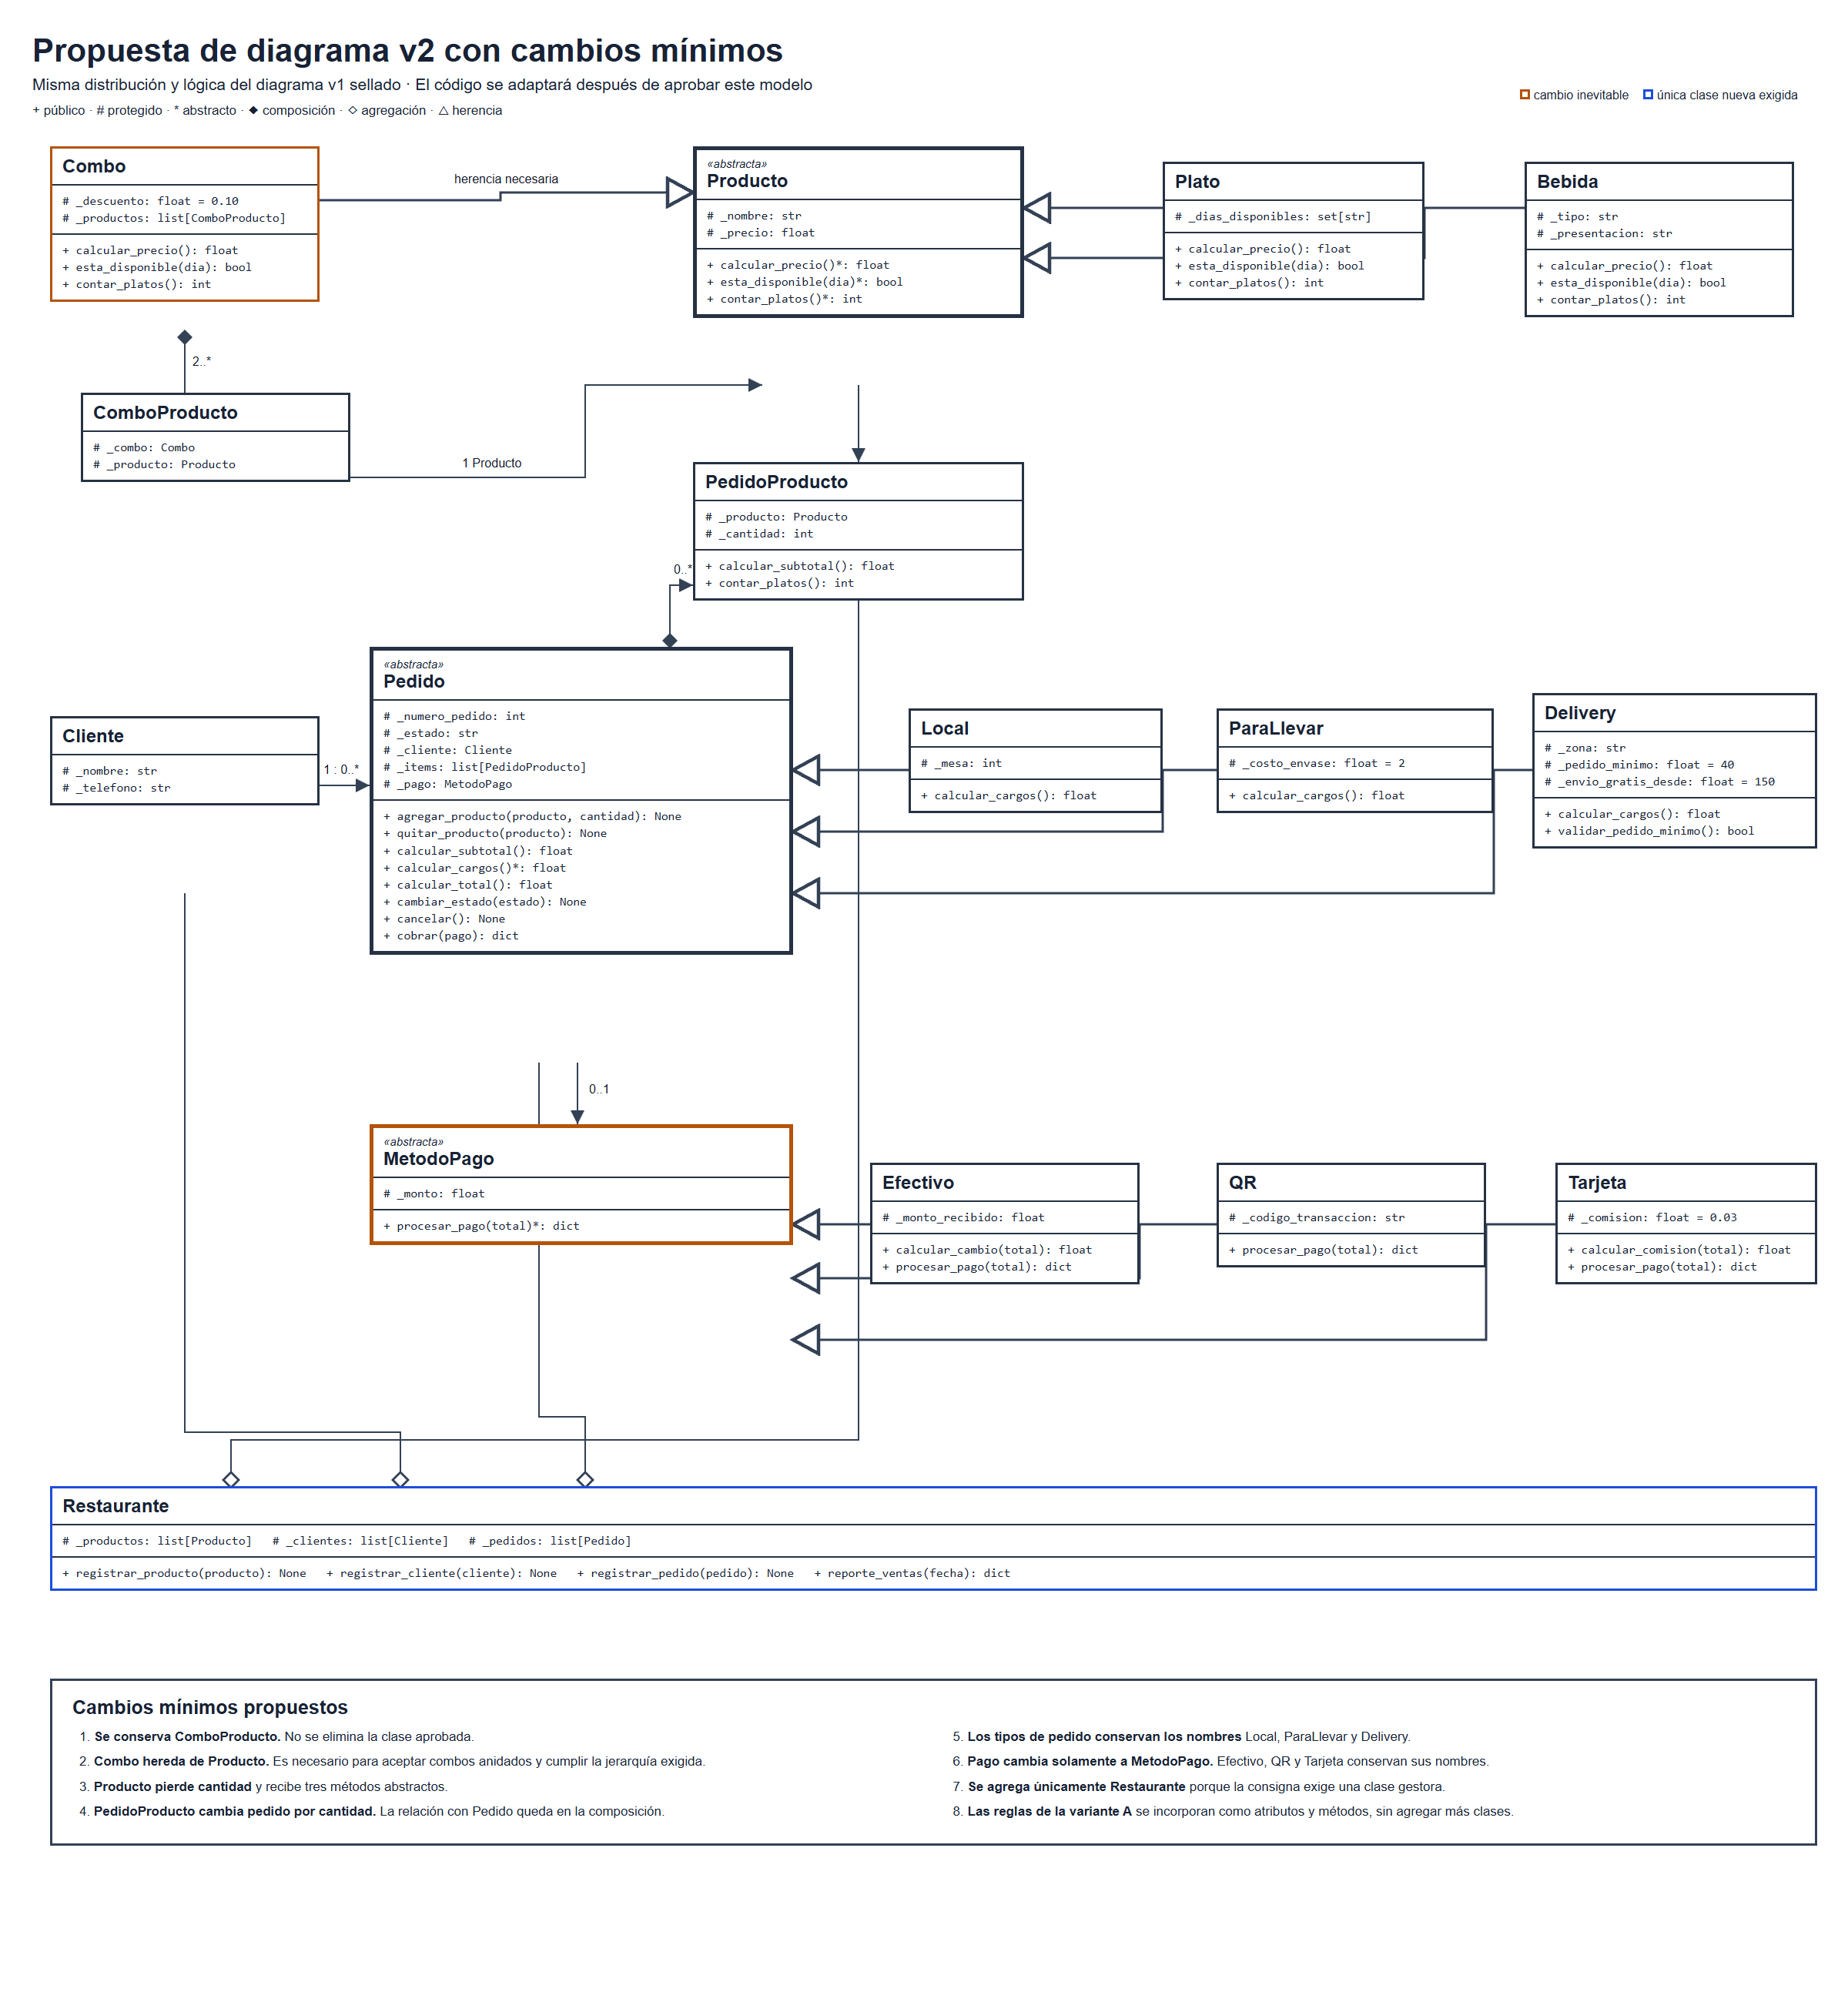 Propuesta de diagrama v2 con cambios mínimos
Misma distribución y lógica del diagrama v1 sellado · El código se adaptará después de aprobar este modelo
+ público · # protegido · * abstracto · ◆ composición · ◇ agregación · △ herencia
cambio inevitable
única clase nueva exigida
Combo
# _descuento: float = 0.10
# _productos: list[ComboProducto]
+ calcular_precio(): float
+ esta_disponible(dia): bool
+ contar_platos(): int
herencia necesaria
«abstracta»
Producto
# _nombre: str
# _precio: float
+ calcular_precio()*: float
+ esta_disponible(dia)*: bool
+ contar_platos()*: int
Plato
# _dias_disponibles: set[str]
+ calcular_precio(): float
+ esta_disponible(dia): bool
+ contar_platos(): int
Bebida
# _tipo: str
# _presentacion: str
+ calcular_precio(): float
+ esta_disponible(dia): bool
+ contar_platos(): int
2..*
ComboProducto
# _combo: Combo
# _producto: Producto
1 Producto
PedidoProducto
# _producto: Producto
# _cantidad: int
+ calcular_subtotal(): float
+ contar_platos(): int
0..*
Cliente
# _nombre: str
# _telefono: str
1 : 0..*
«abstracta»
Pedido
# _numero_pedido: int
# _estado: str
# _cliente: Cliente
# _items: list[PedidoProducto]
# _pago: MetodoPago
+ agregar_producto(producto, cantidad): None
+ quitar_producto(producto): None
+ calcular_subtotal(): float
+ calcular_cargos()*: float
+ calcular_total(): float
+ cambiar_estado(estado): None
+ cancelar(): None
+ cobrar(pago): dict
Local
# _mesa: int
+ calcular_cargos(): float
ParaLlevar
# _costo_envase: float = 2
+ calcular_cargos(): float
Delivery
# _zona: str
# _pedido_minimo: float = 40
# _envio_gratis_desde: float = 150
+ calcular_cargos(): float
+ validar_pedido_minimo(): bool
0..1
«abstracta»
MetodoPago
# _monto: float
+ procesar_pago(total)*: dict
Efectivo
# _monto_recibido: float
+ calcular_cambio(total): float
+ procesar_pago(total): dict
QR
# _codigo_transaccion: str
+ procesar_pago(total): dict
Tarjeta
# _comision: float = 0.03
+ calcular_comision(total): float
+ procesar_pago(total): dict
Restaurante
# _productos: list[Producto] # _clientes: list[Cliente] # _pedidos: list[Pedido]
+ registrar_producto(producto): None + registrar_cliente(cliente): None + registrar_pedido(pedido): None + reporte_ventas(fecha): dict
Cambios mínimos propuestos
1. Se conserva ComboProducto. No se elimina la clase aprobada.
2. Combo hereda de Producto. Es necesario para aceptar combos anidados y cumplir la jerarquía exigida.
3. Producto pierde cantidad y recibe tres métodos abstractos.
4. PedidoProducto cambia pedido por cantidad. La relación con Pedido queda en la composición.
5. Los tipos de pedido conservan los nombres Local, ParaLlevar y Delivery.
6. Pago cambia solamente a MetodoPago. Efectivo, QR y Tarjeta conservan sus nombres.
7. Se agrega únicamente Restaurante porque la consigna exige una clase gestora.
8. Las reglas de la variante A se incorporan como atributos y métodos, sin agregar más clases.